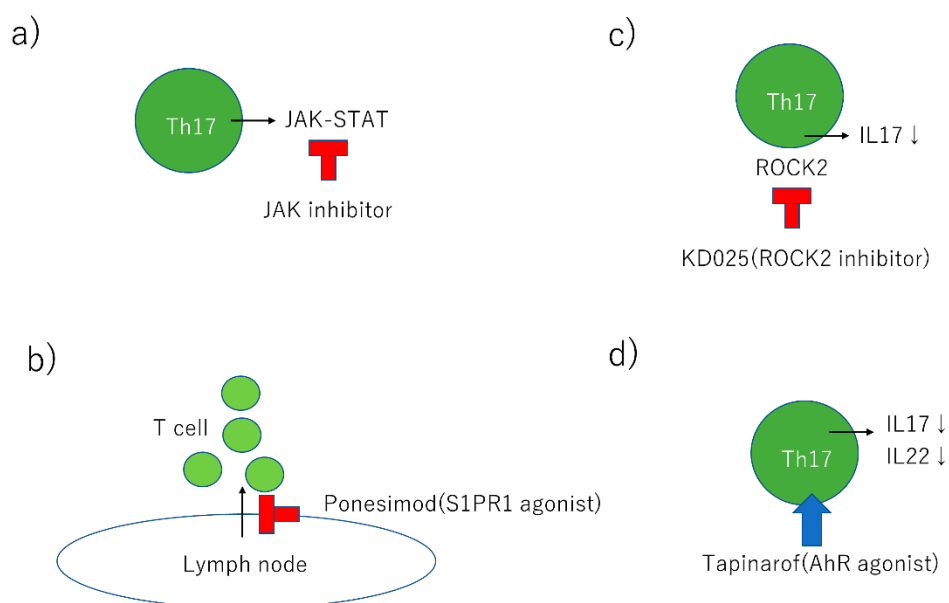 a)
Th17
JAK-STAT
JAK inhibitor
b)
T cell
Ponesimod(S1PR1 agonist)
Lymph node
c)
Th17
IL17↓
ROCK2
KD025(ROCK2 inhibitor)
d)
IL17↓
Th17
IL22↓
Tapinarof(AhR agonist)